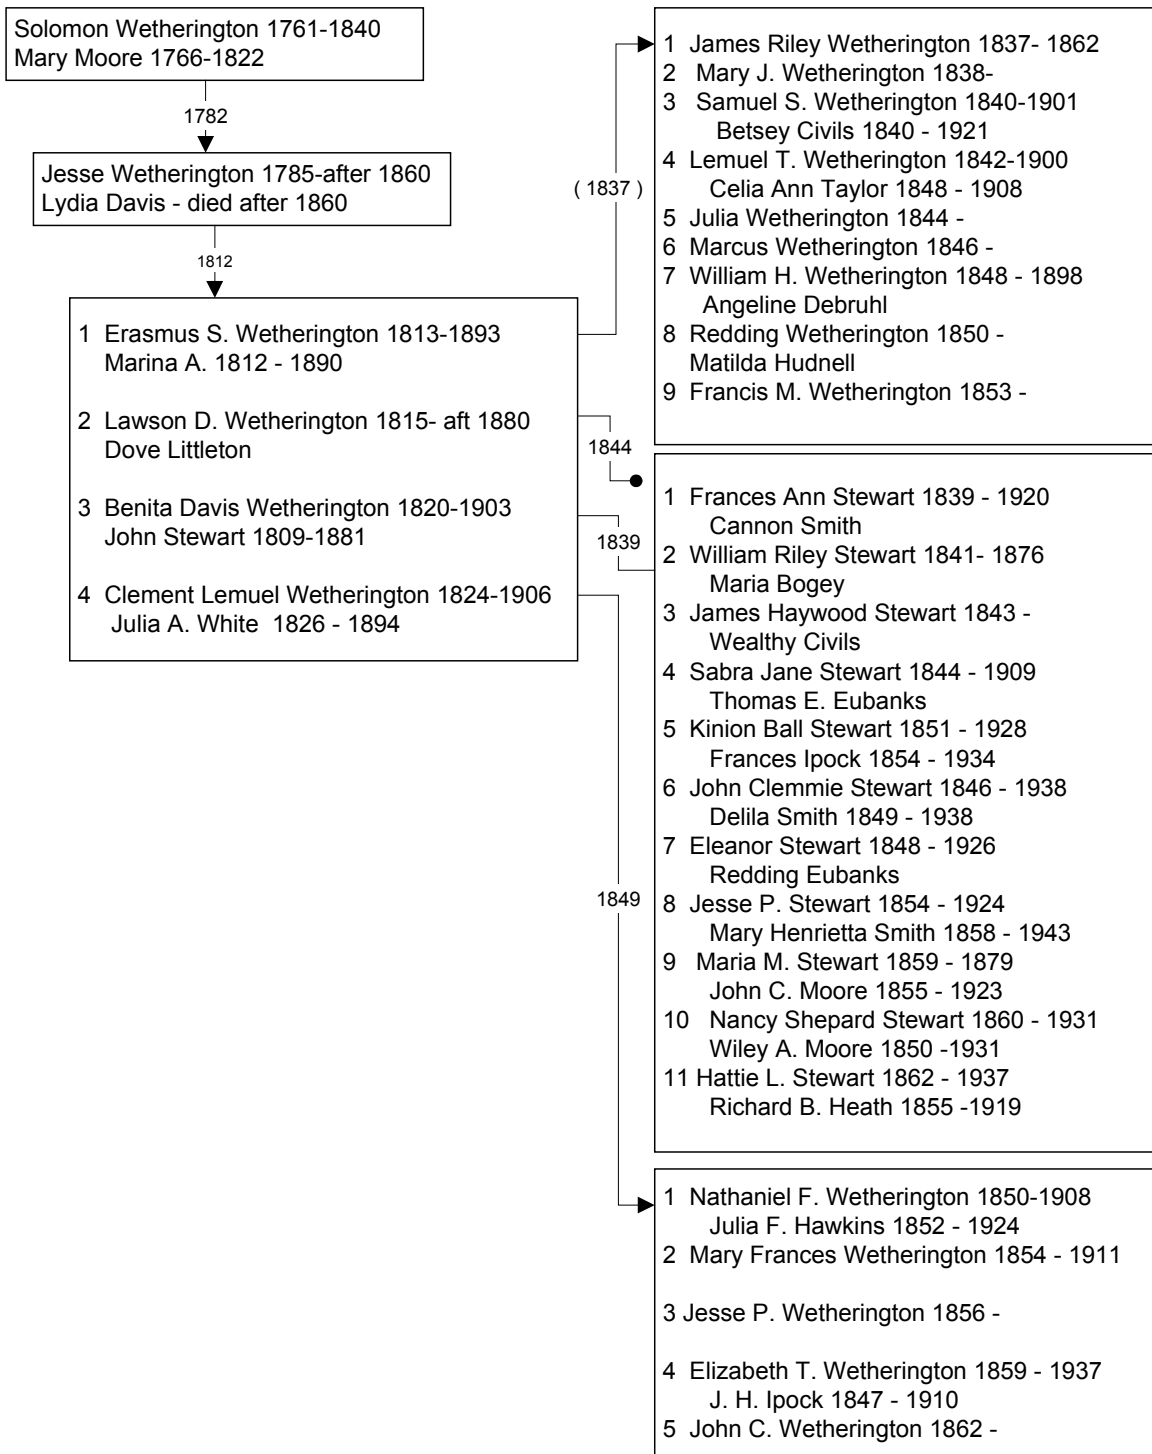 Solomon Wetherington 1761-1840
Mary Moore 1766-1822
1782
Jesse Wetherington 1785-after 1860
Lydia Davis - died after 1860
1812
1 Erasmus S. Wetherington 1813-1893
Marina A. 1812 - 1890
2 Lawson D. Wetherington 1815- aft 1880
Dove Littleton
3 Benita Davis Wetherington 1820-1903
John Stewart 1809-1881
4 Clement Lemuel Wetherington 1824-1906
Julia A. White 1826 - 1894
( 1837 )
1844
1839
1849
1 James Riley Wetherington 1837- 1862
2 Mary J. Wetherington 1838-
3 Samuel S. Wetherington 1840-1901
Betsey Civils 1840 - 1921
4 Lemuel T. Wetherington 1842-1900
Celia Ann Taylor 1848 - 1908
5 Julia Wetherington 1844 -
6 Marcus Wetherington 1846 -
7 William H. Wetherington 1848 - 1898
Angeline Debruhl
8 Redding Wetherington 1850 -
Matilda Hudnell
9 Francis M. Wetherington 1853 -
1 Frances Ann Stewart 1839 - 1920
Cannon Smith
2 William Riley Stewart 1841- 1876
Maria Bogey
3 James Haywood Stewart 1843 -
Wealthy Civils
4 Sabra Jane Stewart 1844 - 1909
Thomas E. Eubanks
5 Kinion Ball Stewart 1851 - 1928
Frances Ipock 1854 - 1934
6 John Clemmie Stewart 1846 - 1938
Delila Smith 1849 - 1938
7 Eleanor Stewart 1848 - 1926
Redding Eubanks
8 Jesse P. Stewart 1854 - 1924
Mary Henrietta Smith 1858 - 1943
9 Maria M. Stewart 1859 - 1879
John C. Moore 1855 - 1923
10 Nancy Shepard Stewart 1860 - 1931
Wiley A. Moore 1850 -1931
11 Hattie L. Stewart 1862 - 1937
Richard B. Heath 1855 -1919
1 Nathaniel F. Wetherington 1850-1908
Julia F. Hawkins 1852 - 1924
2 Mary Frances Wetherington 1854 - 1911
3 Jesse P. Wetherington 1856 -
4 Elizabeth T. Wetherington 1859 - 1937
J. H. Ipock 1847 - 1910
5 John C. Wetherington 1862 -